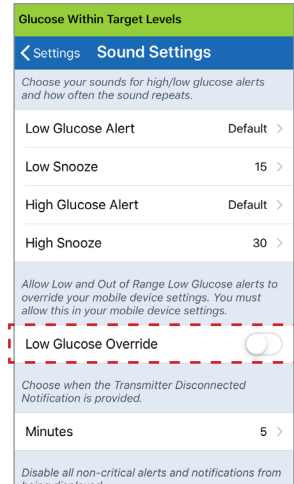 Glucose Within Target Levels
Settings Sound Settings
Choose your sounds for high/low glucose alerts
and how often the sound repeats.
Low Glucose Alert Default
Low Snooze 15
High Glucose Alert Default
High Snooze 30
Allow Low and Out of Range Low Glucose alerts to
override your mobile device settings. You must
allow this in your mobile device settings.
Low Glucose Override
Choose when the Transmitter Disconnected
Notification is provided.
Minutes 5
Disable all non-critical alerts and notifications from
being displayed